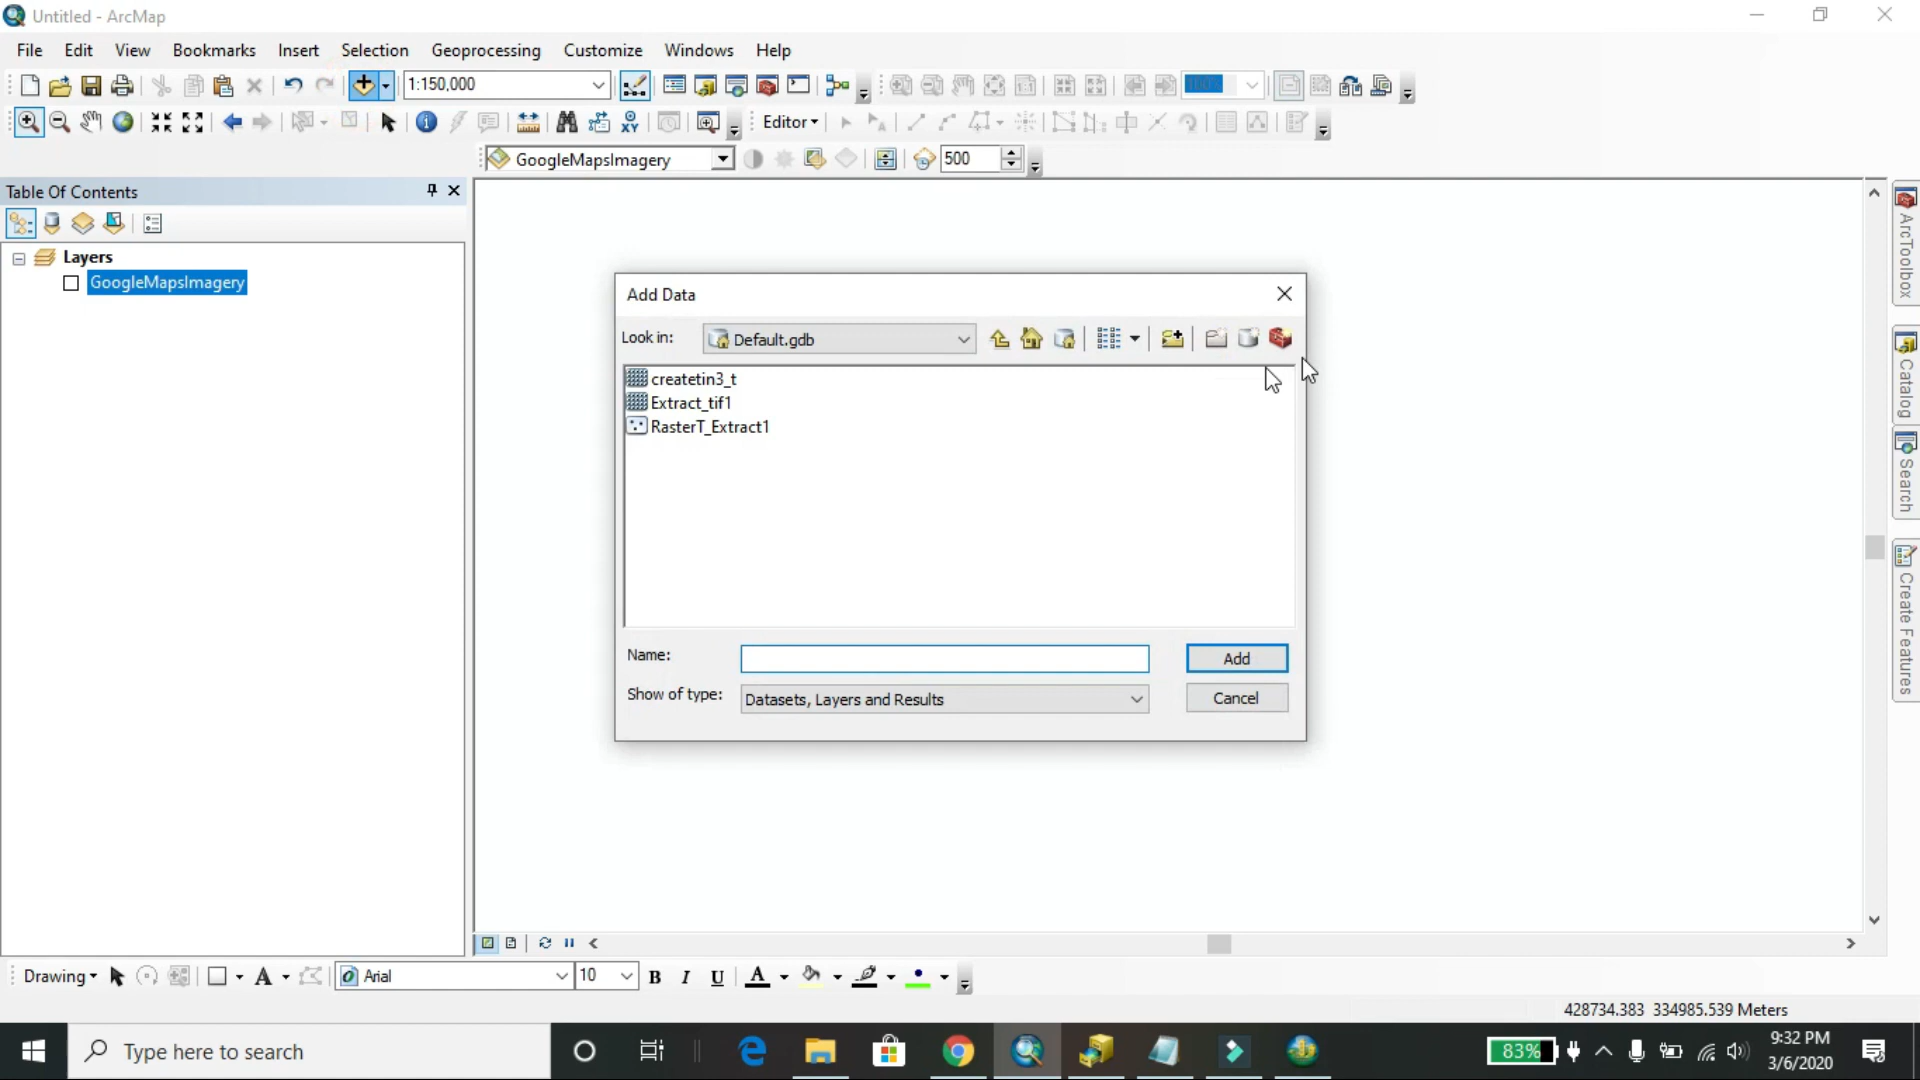 Untitled - ArcMap
File Edit View Bookmarks Insert Selection Geoprocessing Customize Windows Help
1:150,000
Editor
GoogleMapsImagery 500
Table Of Contents
Layers
GoogleMapsImagery
Add Data
Look in: Default.gdb
createtin3_t
Extract_tif1
RasterT_Extract1
Name: Add
Show of type: Datasets, Layers and Results Cancel
ArcToolbox
Catalog
Search
Create Features
Drawing A Arial 10 B I U A
428734.383 334985.539 Meters
Type here to search
83%
9:32 PM
3/6/2020